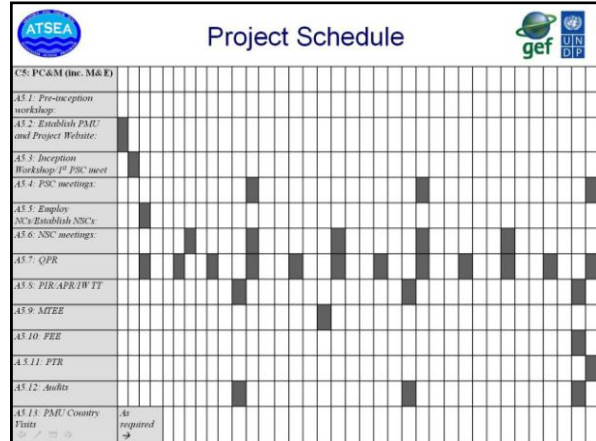 ATSEA
Project Schedule
gef
U N
D P
C5: PC&M (inc. M&E)
A5.1: Pre-inception
workshop:
A5.2: Establish PMU
and Project Website:
A5.3: Inception
Workshop/1st PSC meet
A5.4: PSC meetings:
A5.5: Employ
NCs/Establish NSCs:
A5.6: NSC meetings:
A5.7: QPR
A5.8: PIR/APR/IW TT
A5.9: MTEE
A5.10: FEE
A.5.11: PTR
A5.12: Audits
A5.13: PMU Country
Visits
As
required
→